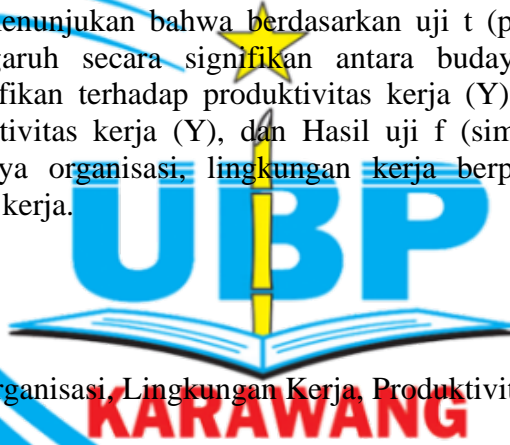 enunjukan bahwa berdasarkan uji t (p
garuh secara signifikan antara buday
fikan terhadap produktivitas kerja (Y)
tivitas kerja (Y), dan Hasil uji f (sim
ya organisasi, lingkungan kerja berp
kerja.
UBP
rganisasi, Lingkungan Kerja, Produktivit
KARAWANG